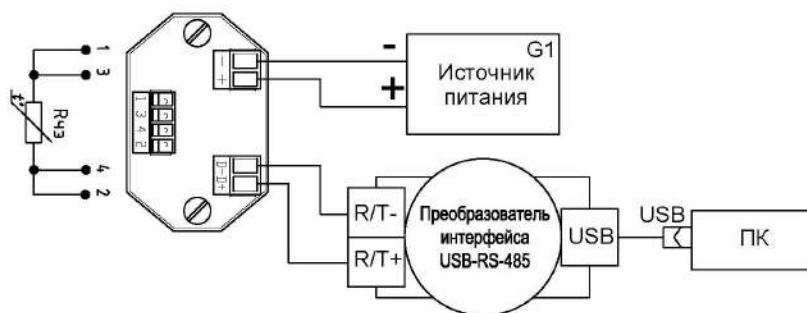 1
3
t°
Rчэ
4
2
1
3
4
2
-
+
D-
D+
-
+
G1
Источник
питания
R/T-
R/T+
Преобразователь
интерфейса
USB-RS-485
USB
USB
ПК